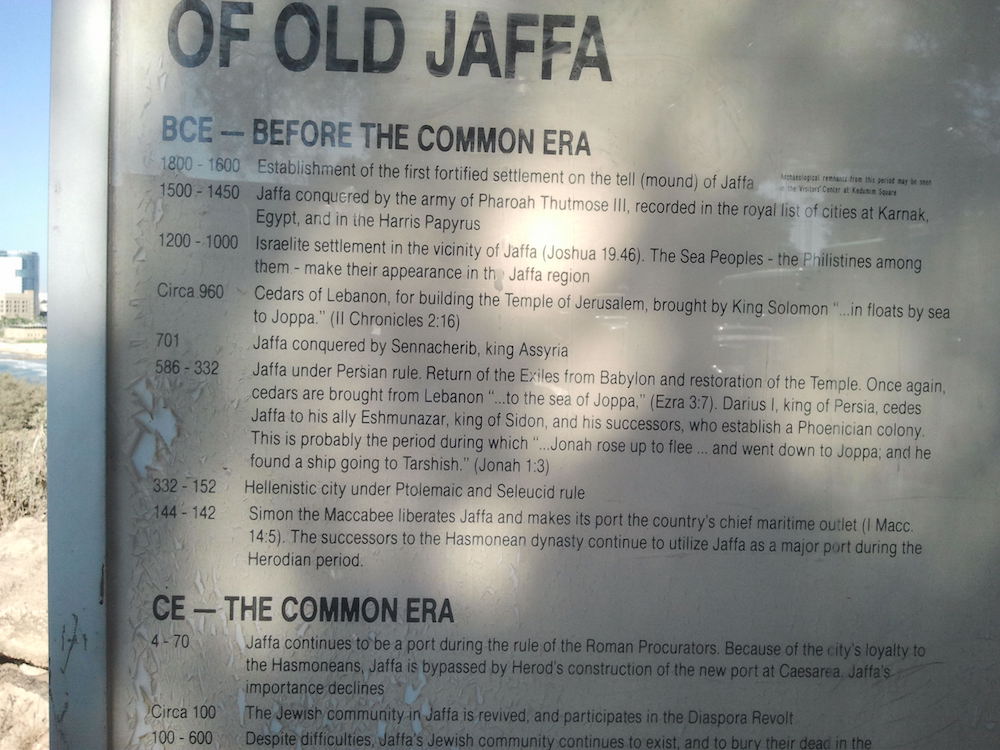 OF OLD JAFFA
BCE — BEFORE THE COMMON ERA
1800 - 1600 Establishment of the first fortified settlement on the tell (mound) of Jaffa
Archaeological remnants from this period may be seen
in the Visitors' Center at Kedumim Square
1500 - 1450 Jaffa conquered by the army of Pharoah Thutmose III, recorded in the royal list of cities at Karnak,
Egypt, and in the Harris Papyrus
1200 - 1000 Israelite settlement in the vicinity of Jaffa (Joshua 19.46). The Sea Peoples - the Philistines among
them - make their appearance in th Jaffa region
Circa 960 Cedars of Lebanon, for building the Temple of Jerusalem, brought by King Solomon “...in floats by sea
to Joppa.” (II Chronicles 2:16)
701 Jaffa conquered by Sennacherib, king Assyria
586 - 332 Jaffa under Persian rule. Return of the Exiles from Babylon and restoration of the Temple. Once again,
cedars are brought from Lebanon “...to the sea of Joppa,” (Ezra 3:7). Darius I, king of Persia, cedes
Jaffa to his ally Eshmunazar, king of Sidon, and his successors, who establish a Phoenician colony.
This is probably the period during which “...Jonah rose up to flee ... and went down to Joppa; and he
found a ship going to Tarshish.” (Jonah 1:3)
332 - 152 Hellenistic city under Ptolemaic and Seleucid rule
144 - 142 Simon the Maccabee liberates Jaffa and makes its port the country's chief maritime outlet (I Macc.
14:5). The successors to the Hasmonean dynasty continue to utilize Jaffa as a major port during the
Herodian period.
CE — THE COMMON ERA
4 - 70 Jaffa continues to be a port during the rule of the Roman Procurators. Because of the city's loyalty to
the Hasmoneans, Jaffa is bypassed by Herod's construction of the new port at Caesarea. Jaffa's
importance declines
Circa 100 The Jewish community in Jaffa is revived, and participates in the Diaspora Revolt
100 - 600 Despite difficulties, Jaffa's Jewish community continues to exist, and to bury their dead in the